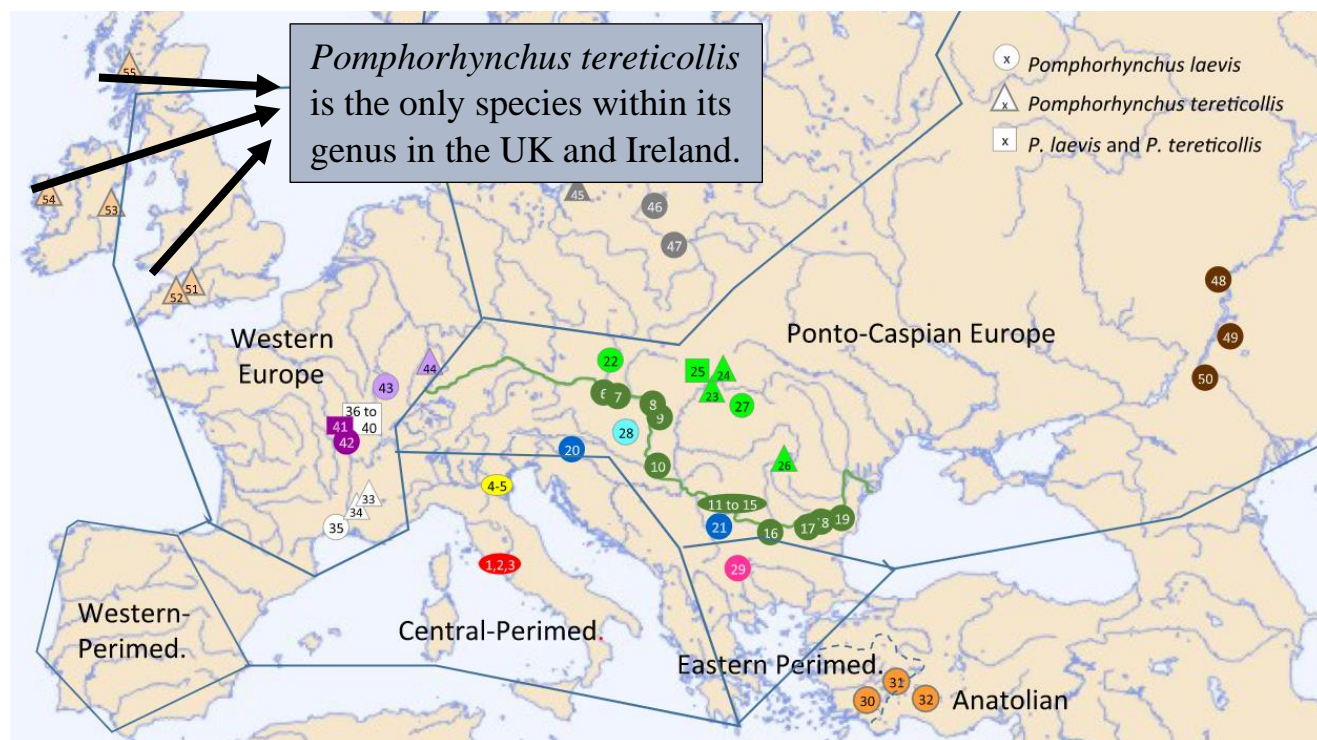 Pomphorhynchus tereticollis
is the only species within its
genus in the UK and Ireland.
x Pomphorhynchus laevis
x Pomphorhynchus tereticollis
x P. laevis and P. tereticollis
55
54
53
52
51
45
46
47
48
49
50
Western
Europe
Ponto-Caspian Europe
44
43
36 to
40
41
42
33
34
35
22
25
24
23
27
26
6
7
8
9
28
20
10
4-5
11 to 15
21
16
17
18
19
1,2,3
29
Western-
Perimed.
Central-Perimed.
Eastern Perimed.
31
30
32
Anatolian